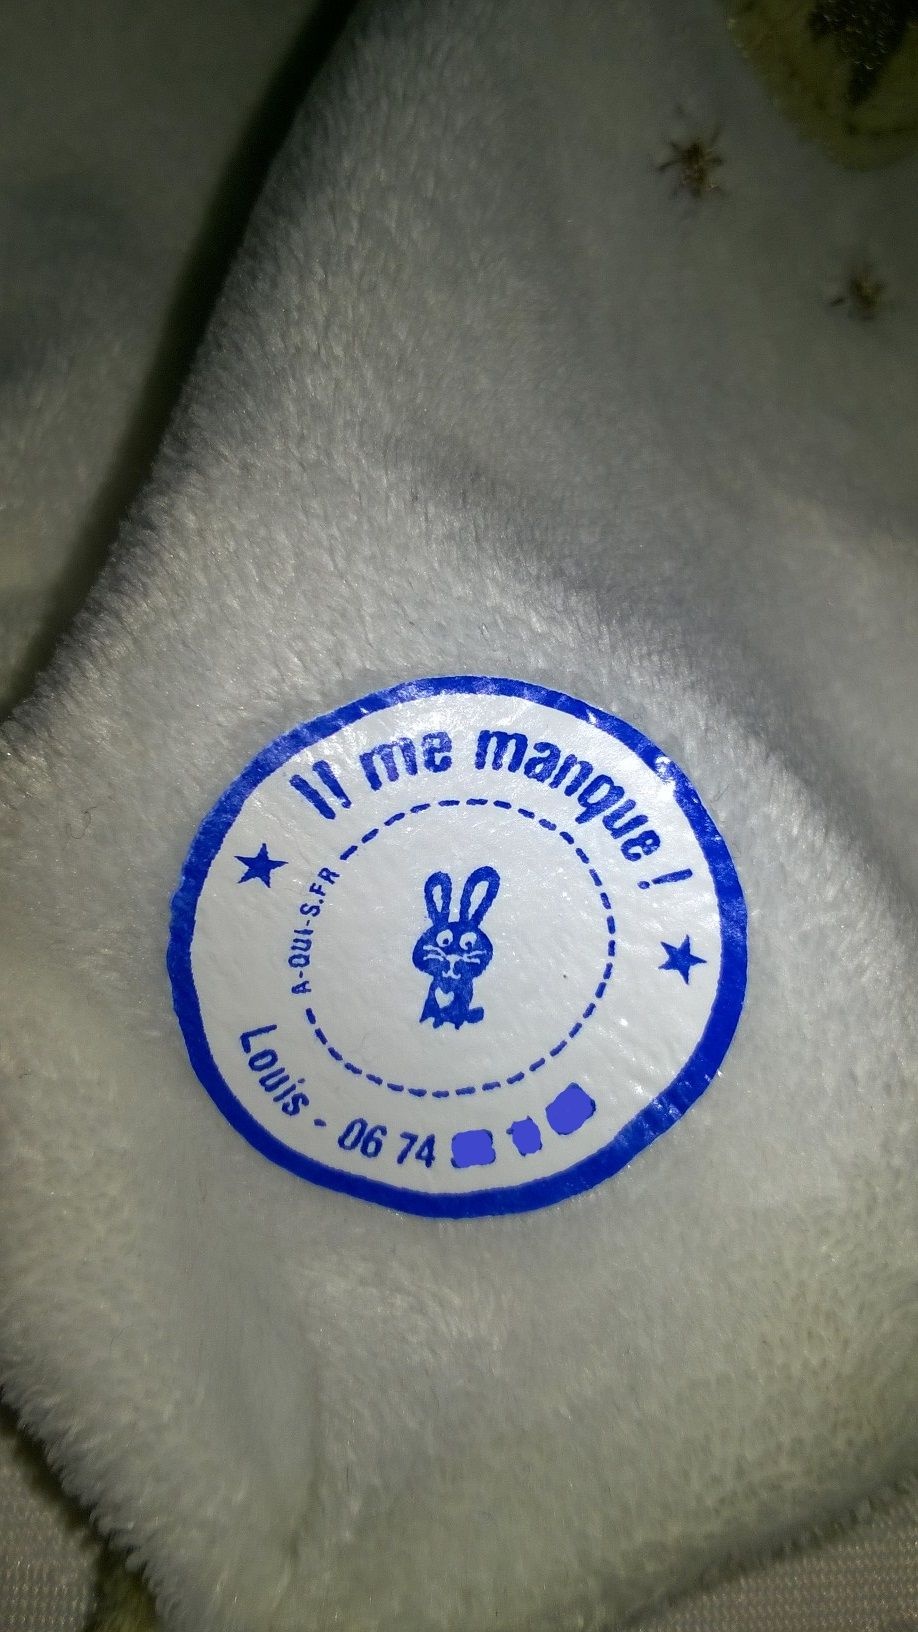 Il me manque !
A-QUI-S.FR
Louis - 06 74